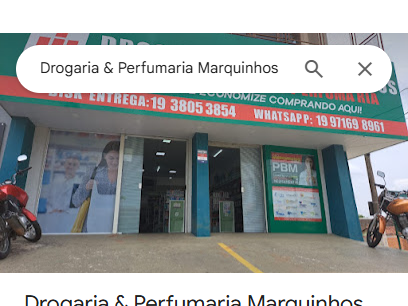 Drogaria & Perfumaria Marquinhos
ECONOMIZE COMPRANDO AQUI!
DISK ENTREGA: 19 3805 3854 WHATSAPP: 19 97169 8961
PBM
Drogaria & Perfumaria Marquinhos